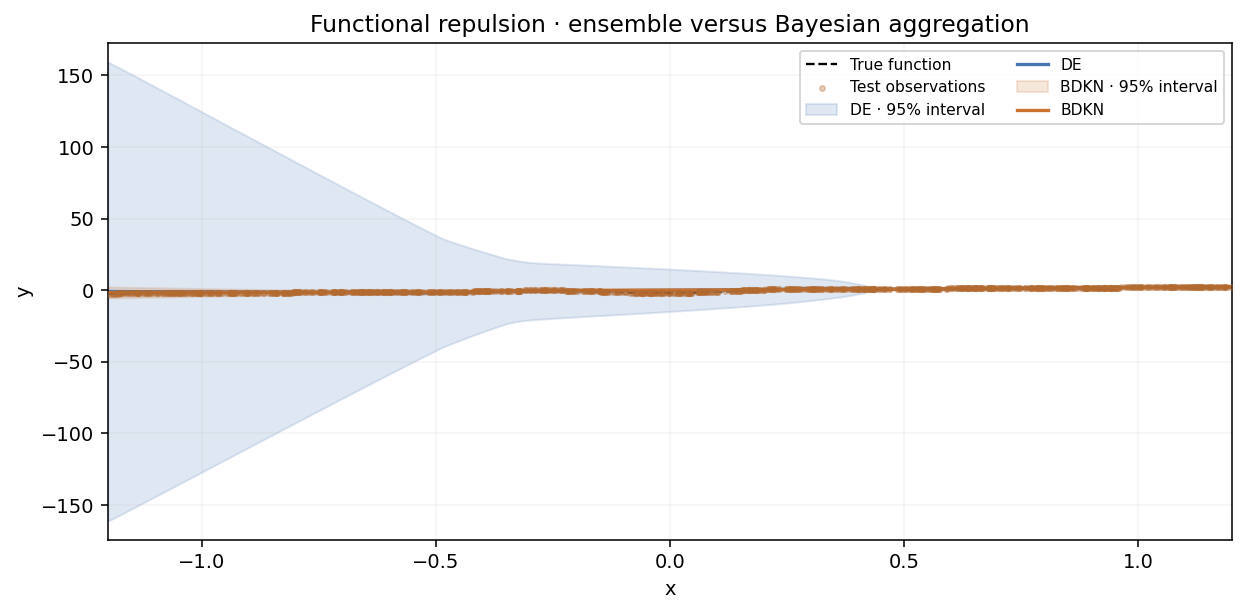 Functional repulsion · ensemble versus Bayesian aggregation
True function
Test observations
DE · 95% interval
DE
BDKN · 95% interval
BDKN
150
100
50
0
−50
−100
−150
y
−1.0
−0.5
0.0
0.5
1.0
x